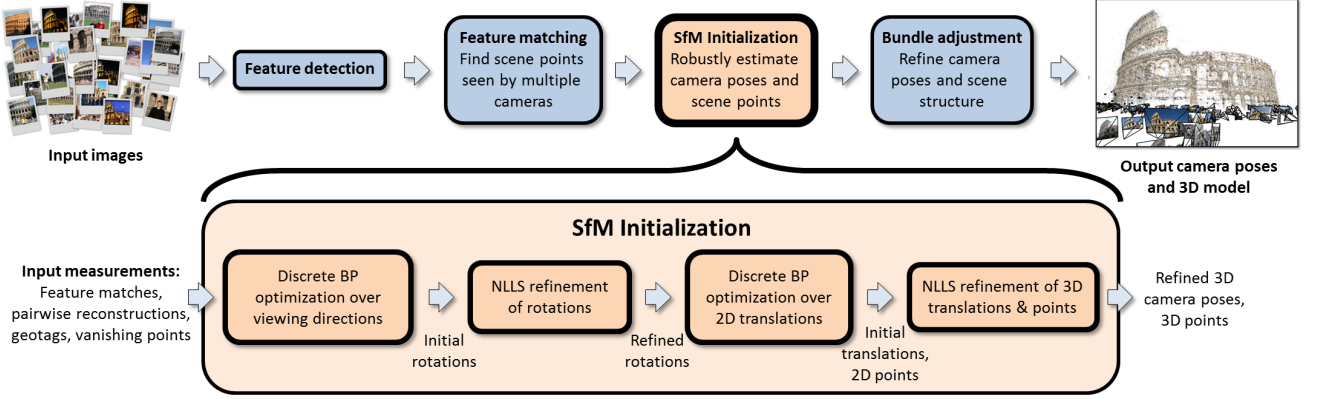 Input images
Feature detection
Feature matching
Find scene points
seen by multiple
cameras
SfM Initialization
Robustly estimate
camera poses and
scene points
Bundle adjustment
Refine camera
poses and scene
structure
Output camera poses
and 3D model
SfM Initialization
Input measurements:
Feature matches,
pairwise reconstructions,
geotags, vanishing points
Discrete BP
optimization over
viewing directions
Initial
rotations
NLLS refinement
of rotations
Refined
rotations
Discrete BP
optimization over
2D translations
Initial
translations,
2D points
NLLS refinement of 3D
translations & points
Refined 3D
camera poses,
3D points